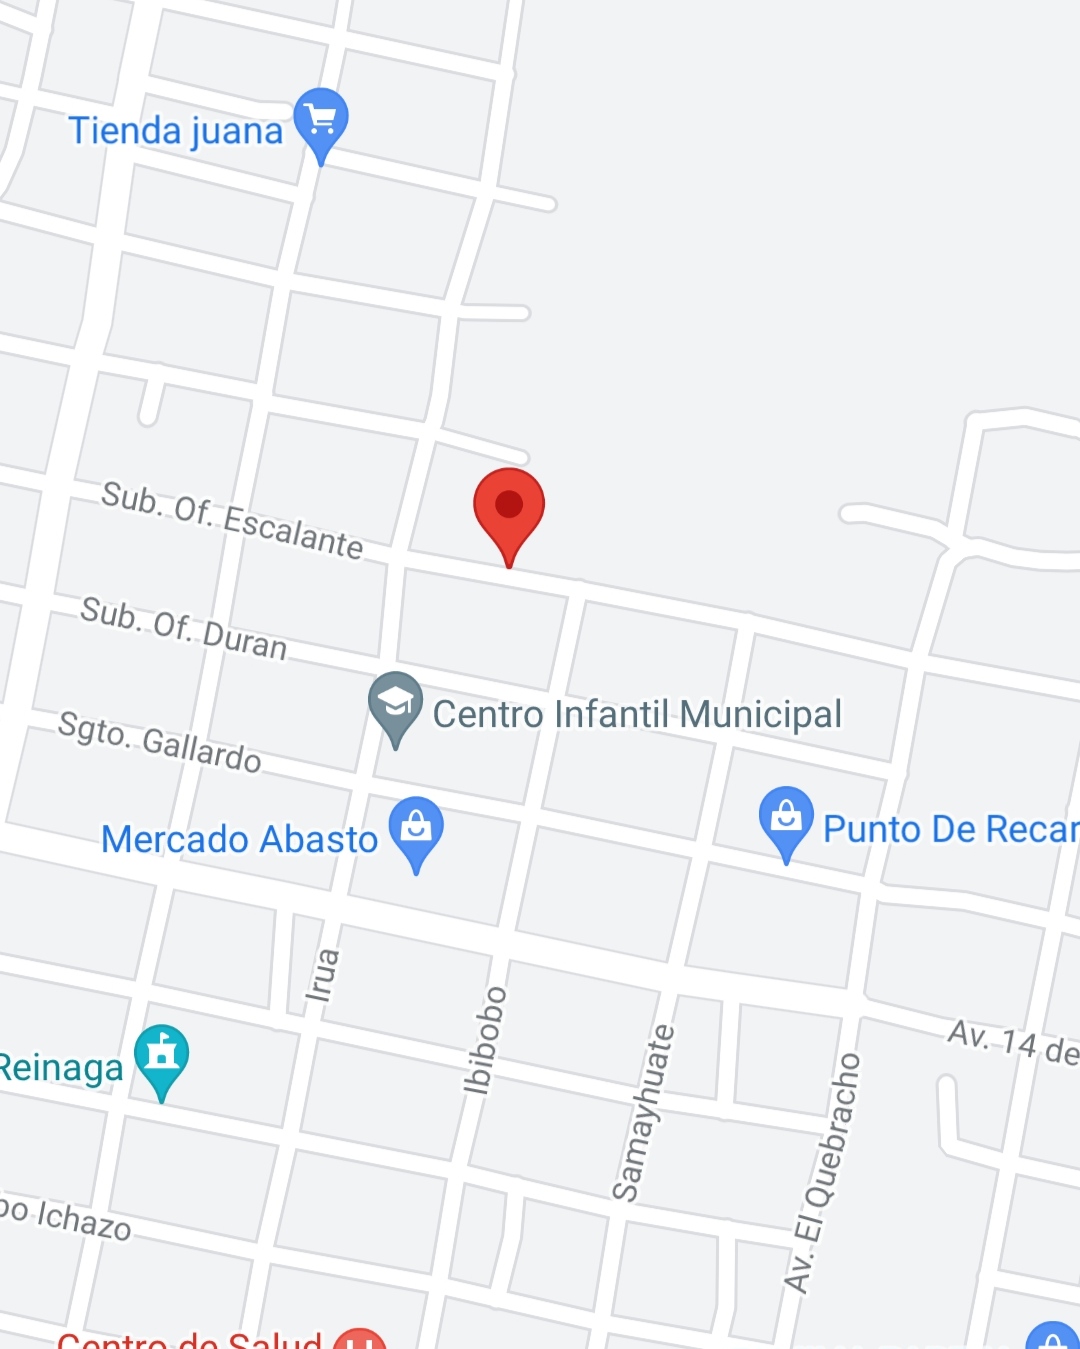 Tienda juana
Sub. Of. Escalante
Sub. Of. Duran
Centro Infantil Municipal
Sgto. Gallardo
Mercado Abasto
Punto De Recar
Irua
Ibibobo
Samayhuate
Av. 14 de
Reinaga
Av. El Quebracho
po Ichazo
Centro de Salud